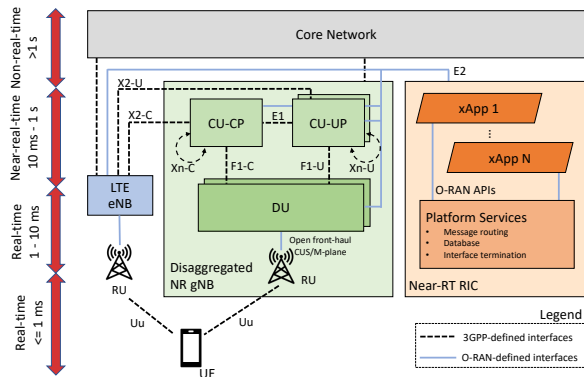 Non-real-time
>1 s
Near-real-time
10 ms - 1 s
Real-time
1 - 10 ms
Real-time
<= 1 ms
Core Network
E2
X2-U
X2-C
CU-CP
E1
CU-UP
Xn-C
Xn-U
F1-C
F1-U
LTE
eNB
DU
Open front-haul
CUS/M-plane
RU
RU
Disaggregated
NR gNB
Uu
Uu
UE
xApp 1
...
xApp N
O-RAN APIs
Platform Services
• Message routing
• Database
• Interface termination
Near-RT RIC
Legend
3GPP-defined interfaces
O-RAN-defined interfaces